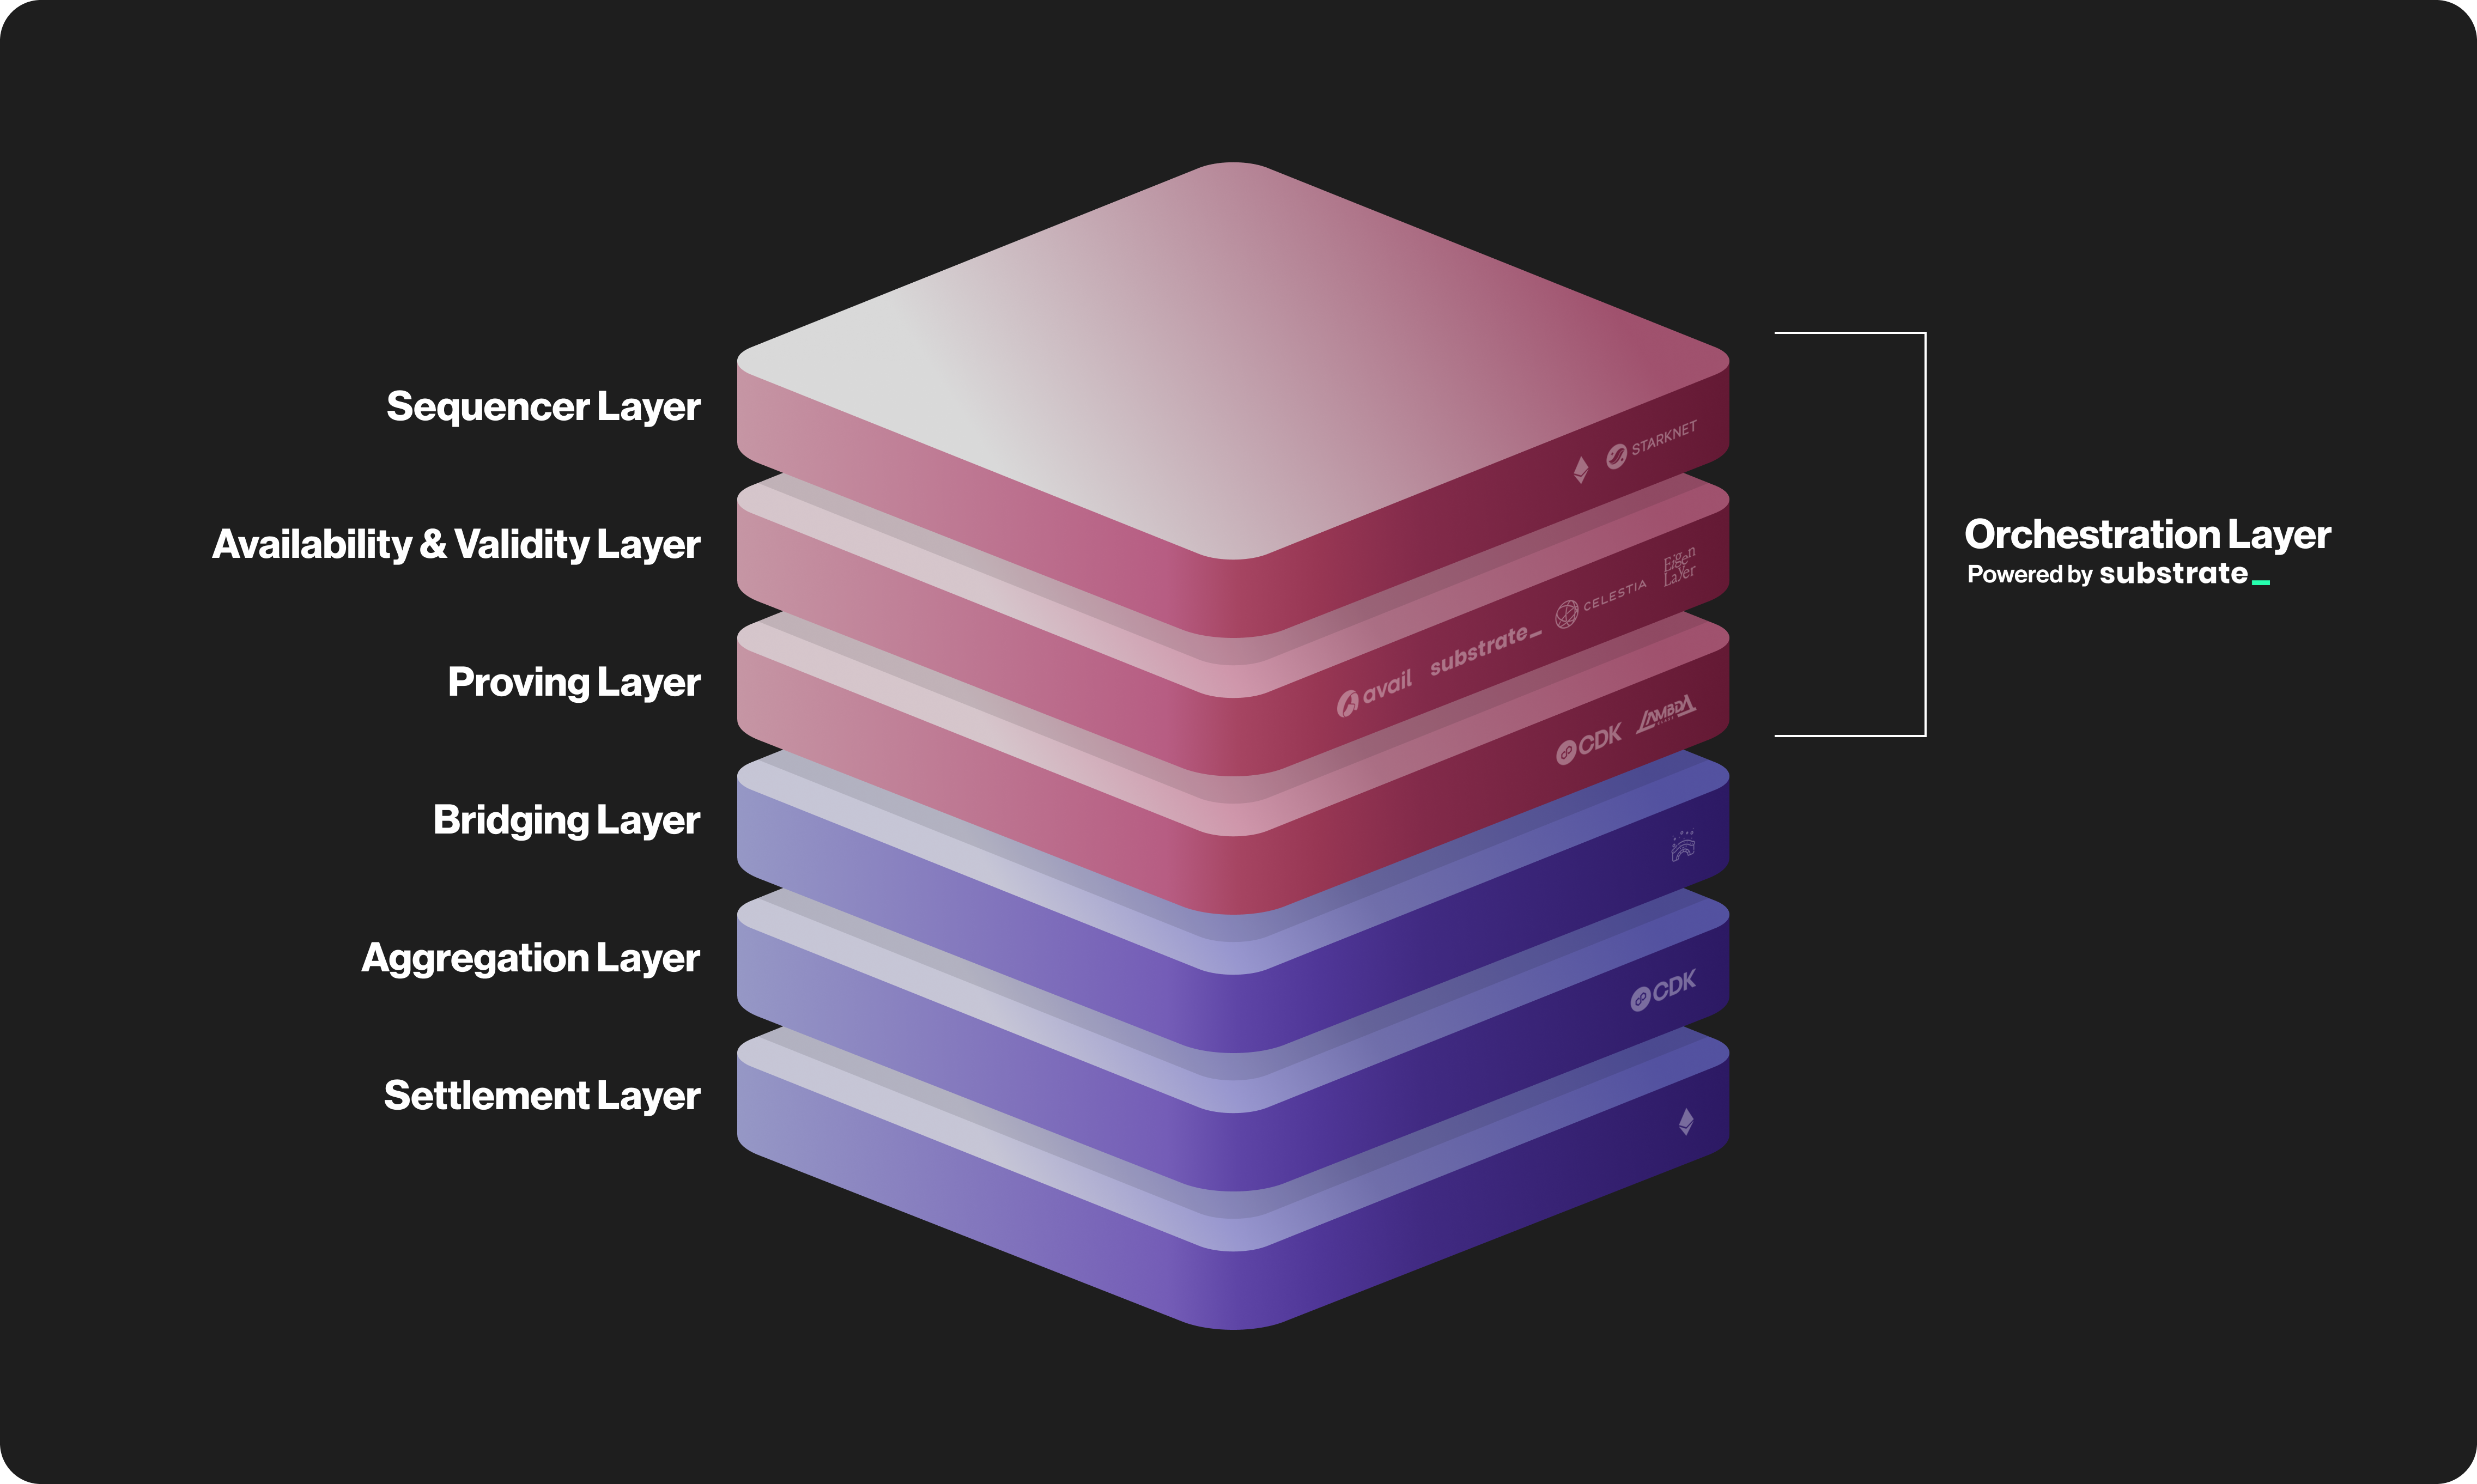 Sequencer Layer
STARKNET
Availability & Validity Layer
avail
substrate_
CELESTIA
Eigen
Layer
Orchestration Layer
Powered by substrate_
Proving Layer
CDK
LAMBDA
Bridging Layer
Aggregation Layer
CDK
Settlement Layer